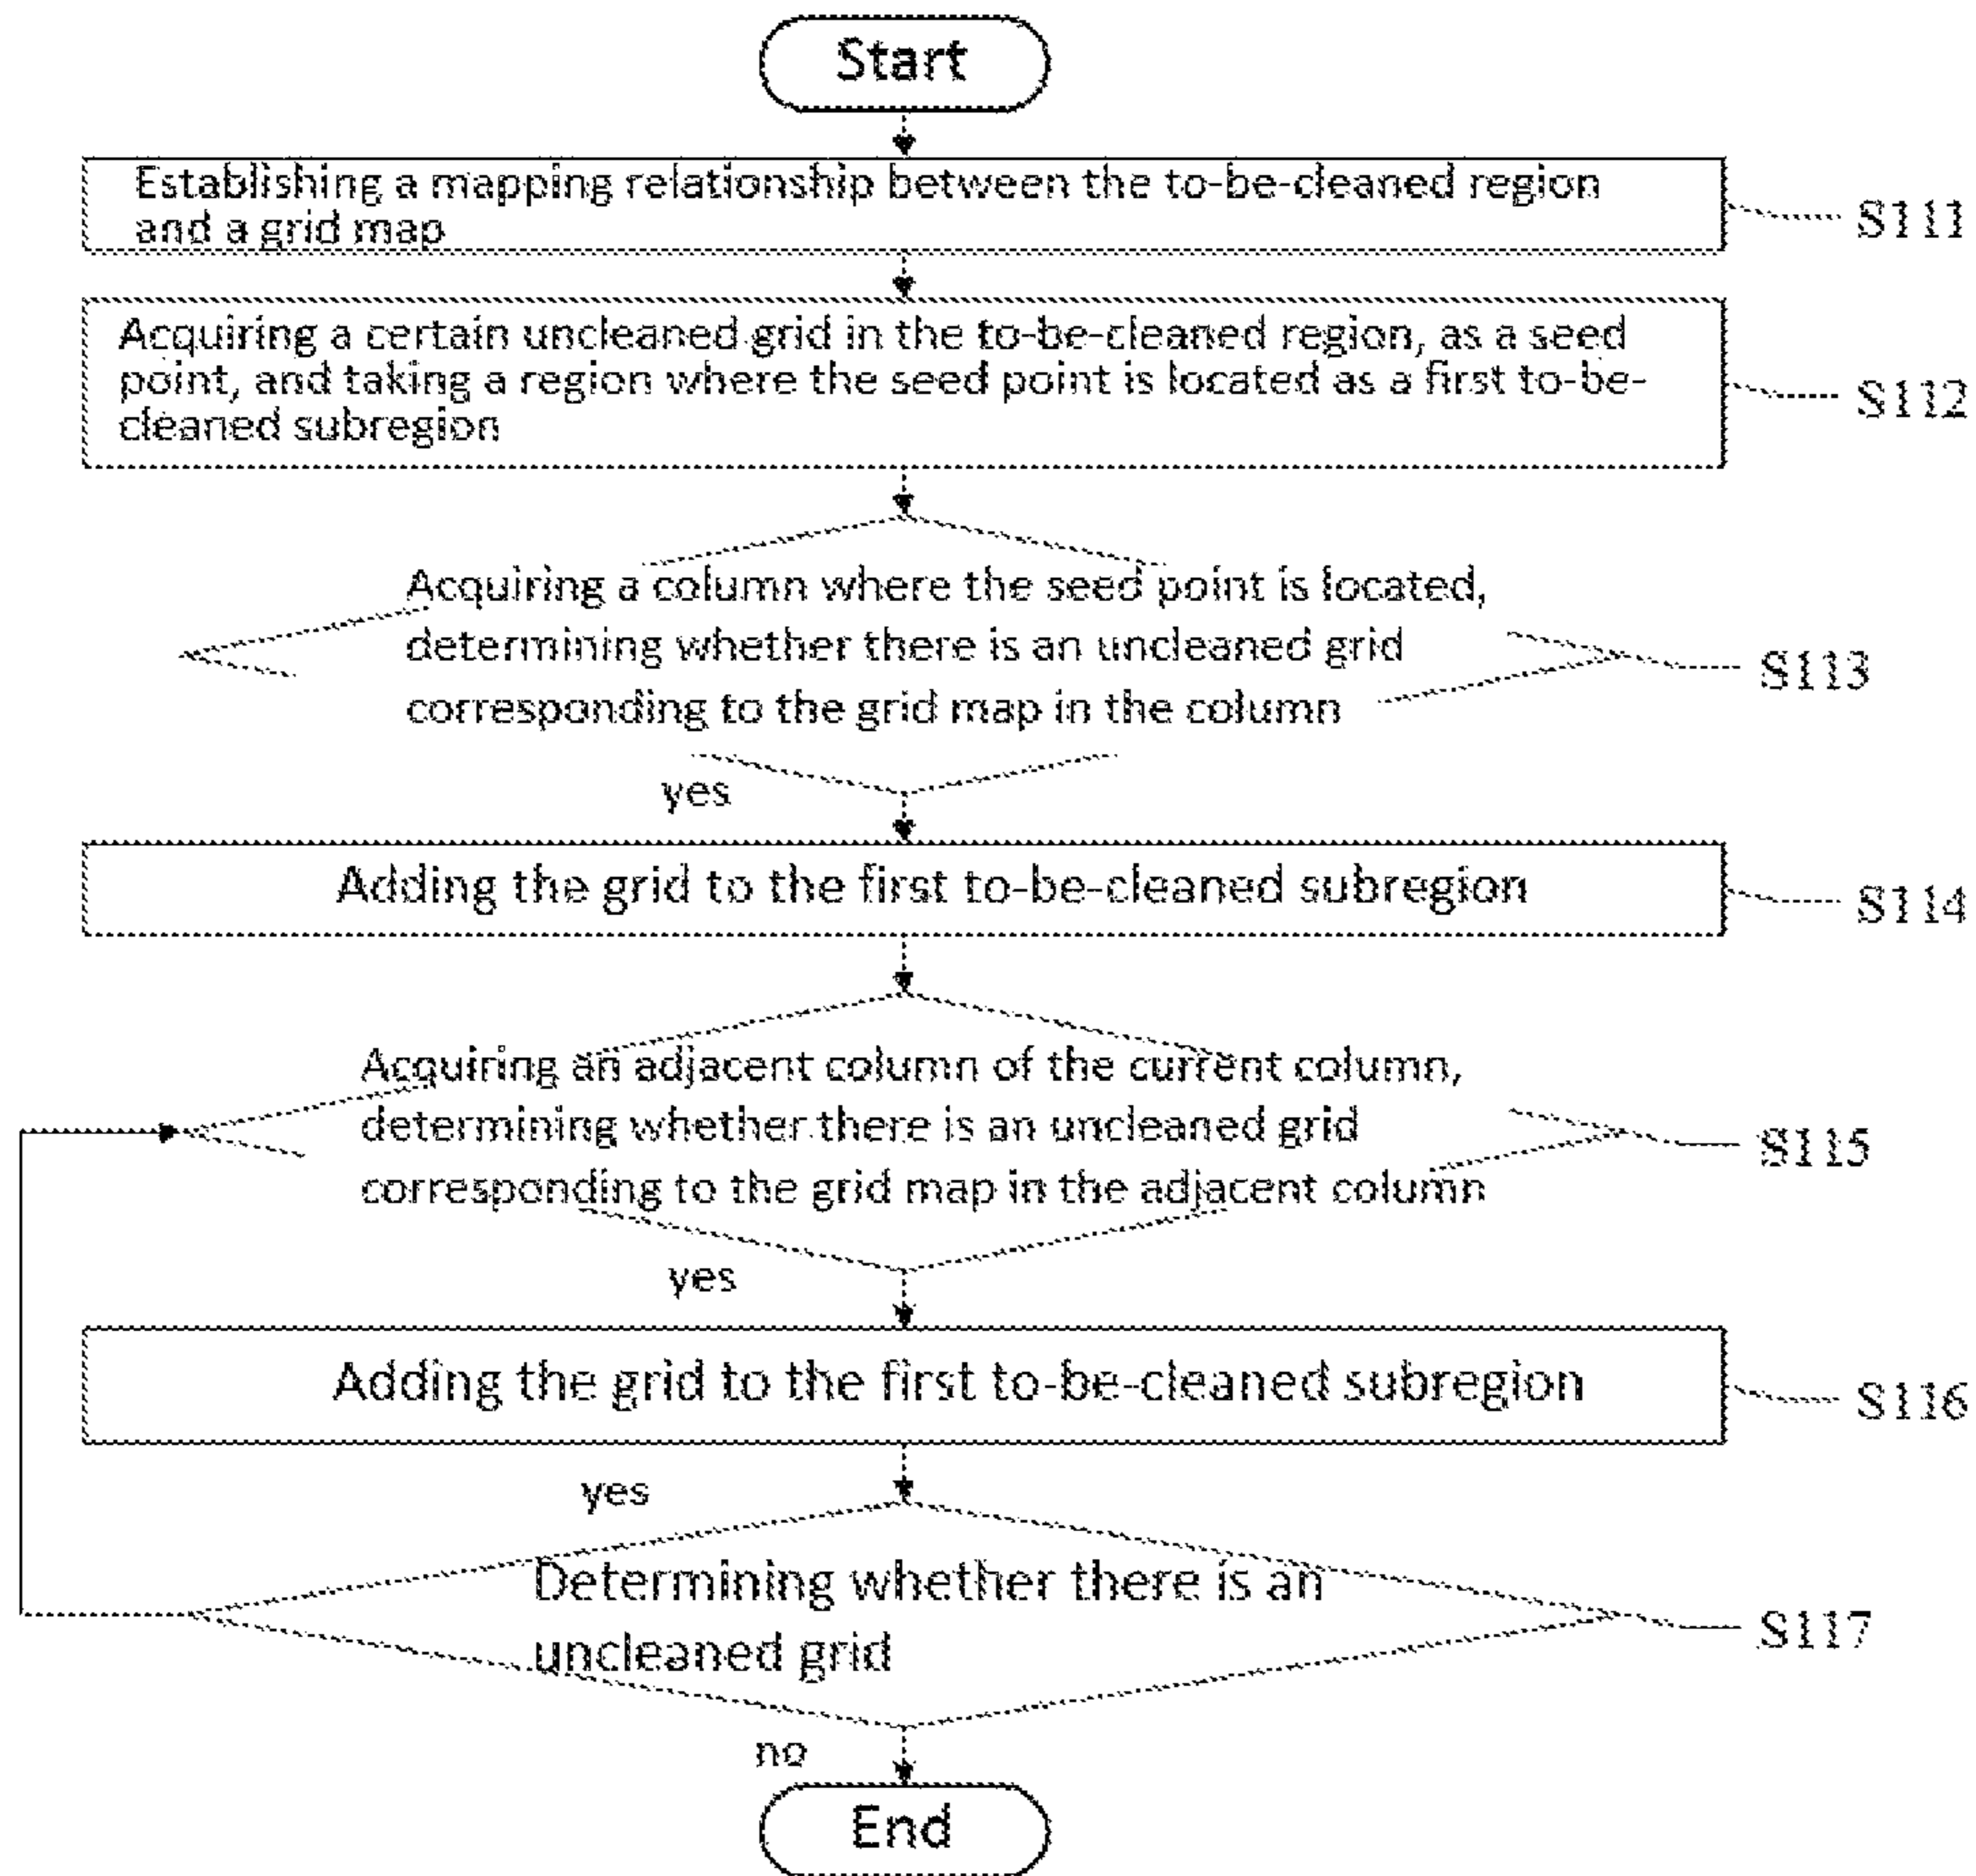 Start
Establishing a mapping relationship between the to-be-cleaned region
and a grid map
S111
Acquiring a certain uncleaned grid in the to-be-cleaned region, as a seed
point, and taking a region where the seed point is located as a first to-be-
cleaned subregion
S112
Acquiring a column where the seed point is located,
determining whether there is an uncleaned grid
corresponding to the grid map in the column
S113
yes
Adding the grid to the first to-be-cleaned subregion
S114
Acquiring an adjacent column of the current column,
determining whether there is an uncleaned grid
corresponding to the grid map in the adjacent column
S115
yes
Adding the grid to the first to-be-cleaned subregion
S116
yes
Determining whether there is an
uncleaned grid
S117
no
End